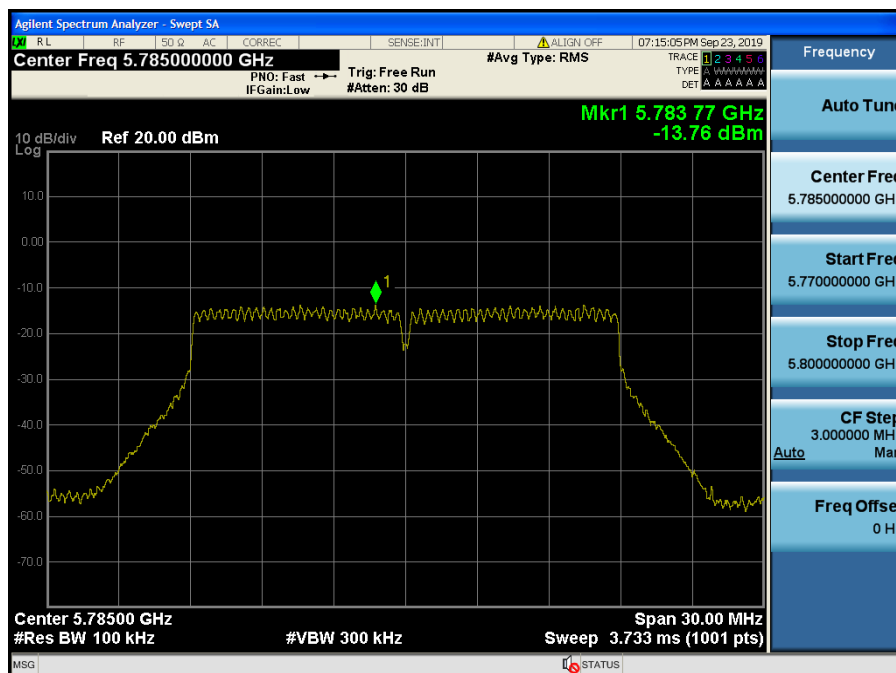 Agilent Spectrum Analyzer - Swept SA
LXI RL RF 50 Ω AC CORREC SENSE:INT ALIGN OFF 07:15:05 PM Sep 23, 2019
Center Freq 5.785000000 GHz
#Avg Type: RMS
TRACE 1 2 3 4 5 6
PNO: Fast Trig: Free Run
TYPE A WWWWW
IFGain:Low #Atten: 30 dB
DET A A A A A A
Mkr1 5.783 77 GHz
-13.76 dBm
10 dB/div Ref 20.00 dBm
Log
10.0
0.00
-10.0
1
-20.0
-30.0
-40.0
-50.0
-60.0
-70.0
Center 5.78500 GHz Span 30.00 MHz
#Res BW 100 kHz #VBW 300 kHz Sweep 3.733 ms (1001 pts)
MSG STATUS
Frequency
Auto Tune
Center Freq
5.785000000 GH
Start Freq
5.770000000 GH
Stop Freq
5.800000000 GH
CF Step
3.000000 MH
Auto Man
Freq Offse
0 H